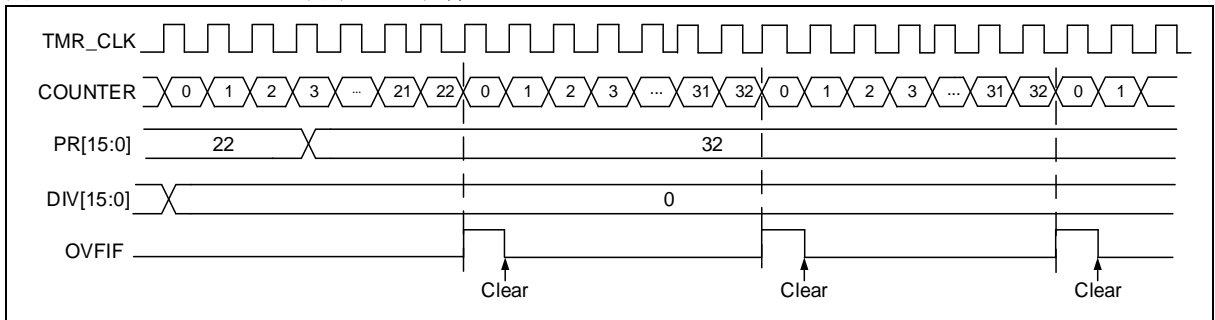 TMR_CLK
COUNTER 0 1 2 3 ... 21 22 0 1 2 3 ... 31 32 0 1 2 3 ... 31 32 0 1
PR[15:0] 22 32
DIV[15:0] 0
OVFIF
Clear Clear Clear